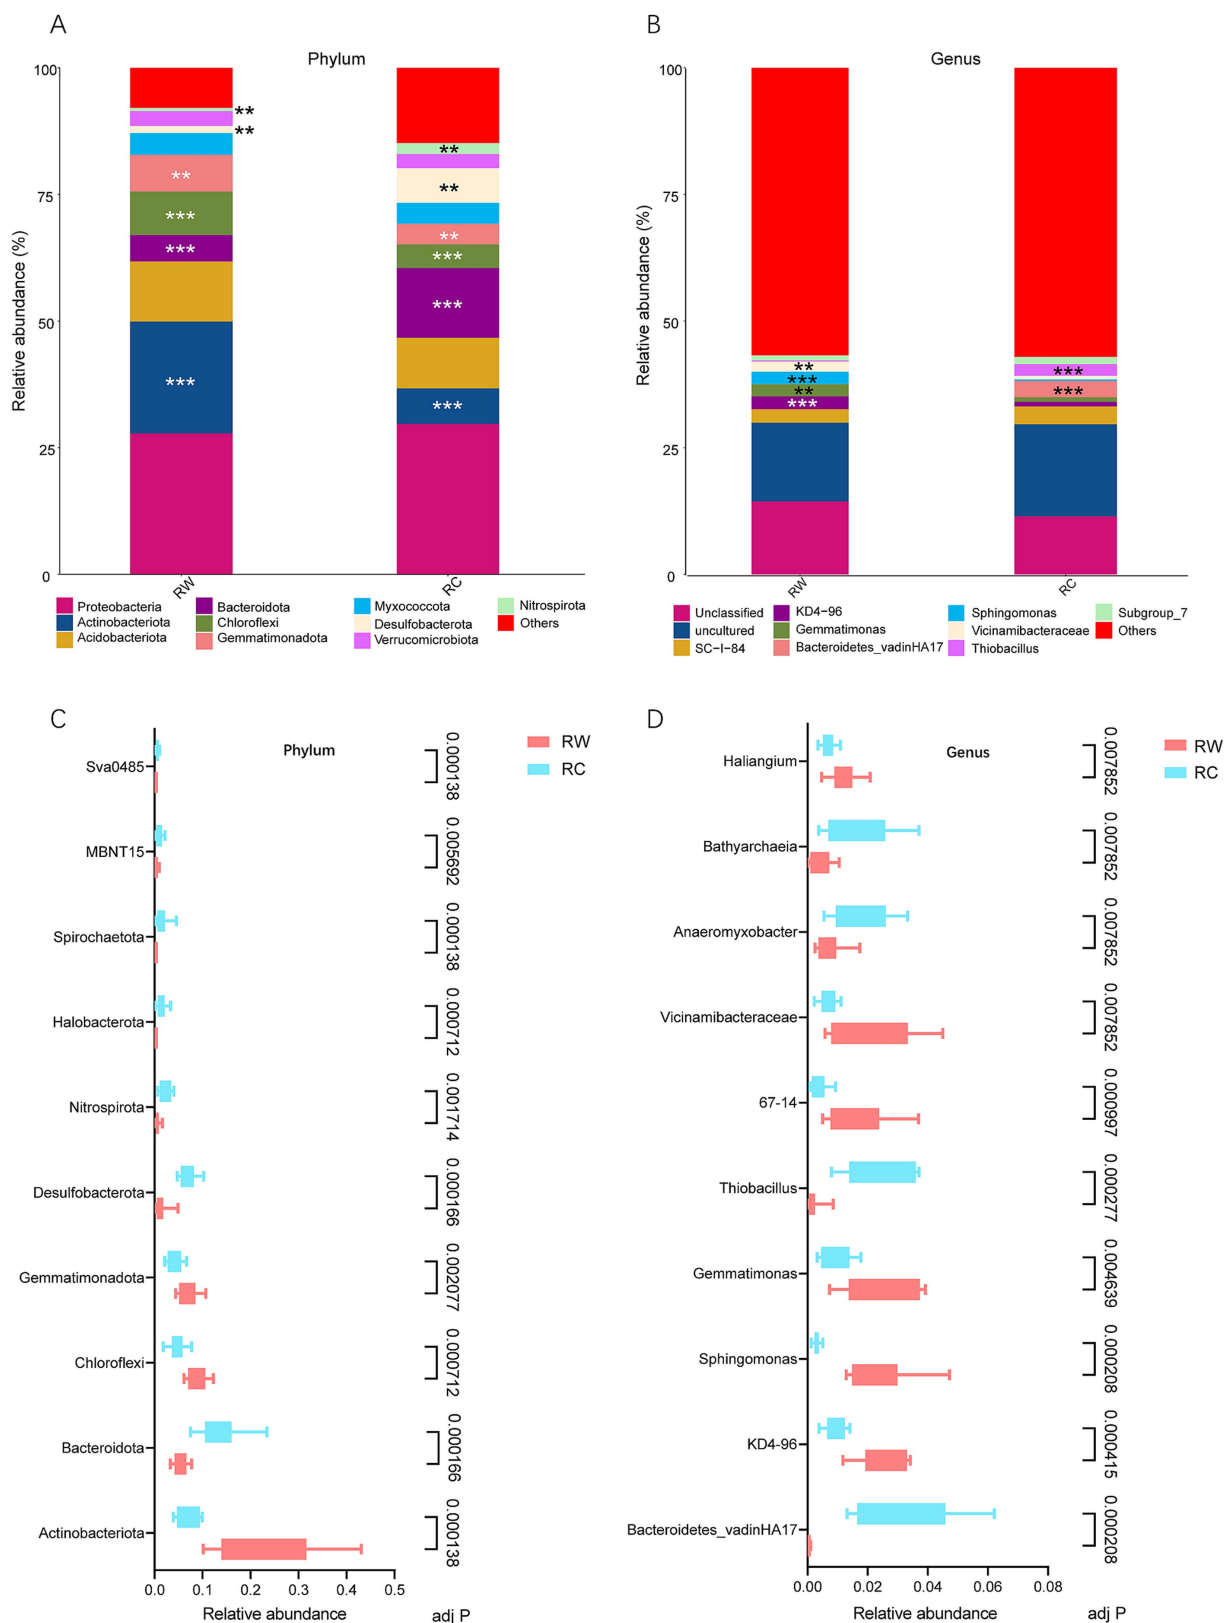 A
Phylum
Relative abundance (%)
100
75
50
25
0
**
**
**
***
***
***
**
**
**
***
***
***
RW
RC
Proteobacteria
Actinobacteriota
Acidobacteriota
Bacteroidota
Chloroflexi
Gemmatimonadota
Myxococcota
Desulfobacterota
Verrucomicrobiota
Nitrospirota
Others
B
Genus
Relative abundance (%)
100
75
50
25
0
**
***
**
***
***
***
RW
RC
Unclassified
uncultured
SC−I−84
KD4−96
Gemmatimonas
Bacteroidetes_vadinHA17
Sphingomonas
Vicinamibacteraceae
Thiobacillus
Subgroup_7
Others
C
Phylum
RW
RC
Sva0485
0.000138
MBNT15
0.005692
Spirochaetota
0.000138
Halobacterota
0.000712
Nitrospirota
0.001714
Desulfobacterota
0.000166
Gemmatimonadota
0.002077
Chloroflexi
0.000712
Bacteroidota
0.000166
Actinobacteriota
0.000138
0.0 0.1 0.2 0.3 0.4 0.5
Relative abundance
adj P
D
Genus
RW
RC
Haliangium
0.007852
Bathyarchaeia
0.007852
Anaeromyxobacter
0.007852
Vicinamibacteraceae
0.007852
67-14
0.000997
Thiobacillus
0.000277
Gemmatimonas
0.004639
Sphingomonas
0.000208
KD4-96
0.000415
Bacteroidetes_vadinHA17
0.000208
0.00 0.02 0.04 0.06 0.08
Relative abundance
adj P